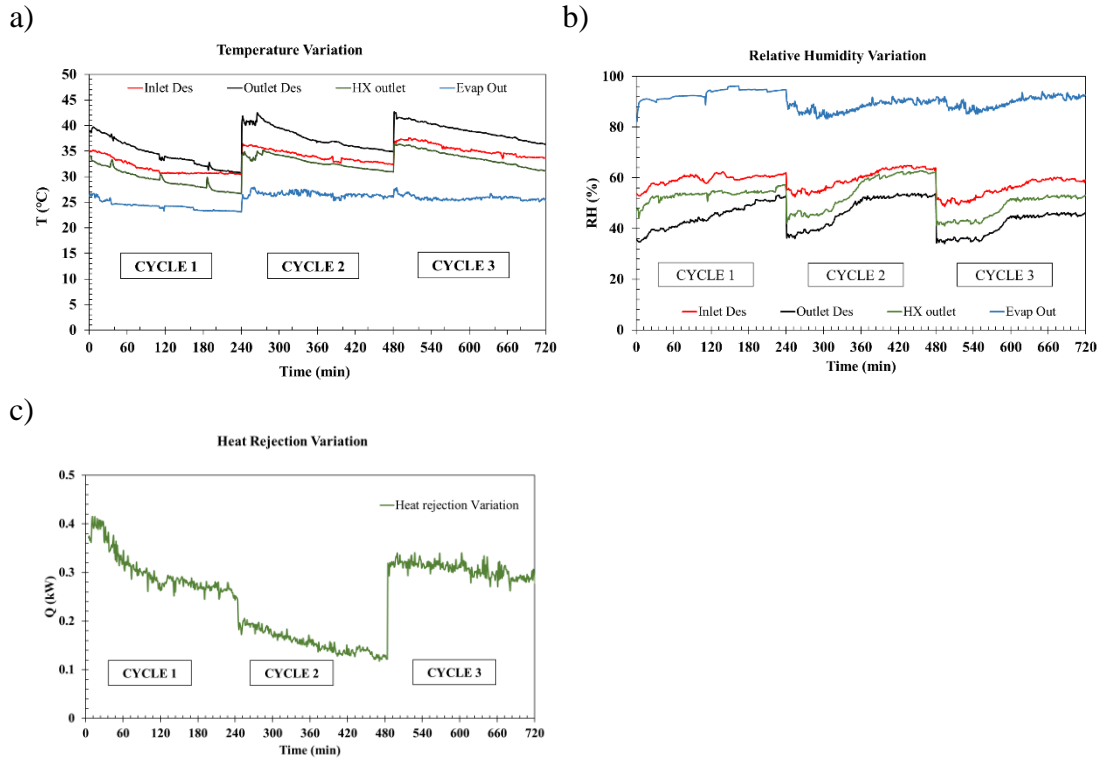 a)
Temperature Variation
T (°C)
50
45
40
35
30
25
20
15
10
5
0
Inlet Des
Outlet Des
HX outlet
Evap Out
CYCLE 1
CYCLE 2
CYCLE 3
0 60 120 180 240 300 360 420 480 540 600 660 720
Time (min)
b)
Relative Humidity Variation
RH (%)
100
80
60
40
20
0
CYCLE 1
CYCLE 2
CYCLE 3
Inlet Des
Outlet Des
HX outlet
Evap Out
0 60 120 180 240 300 360 420 480 540 600 660 720
Time (min)
c)
Heat Rejection Variation
Q (kW)
0.5
0.4
0.3
0.2
0.1
0
Heat rejection Variation
CYCLE 1
CYCLE 2
CYCLE 3
0 60 120 180 240 300 360 420 480 540 600 660 720
Time (min)